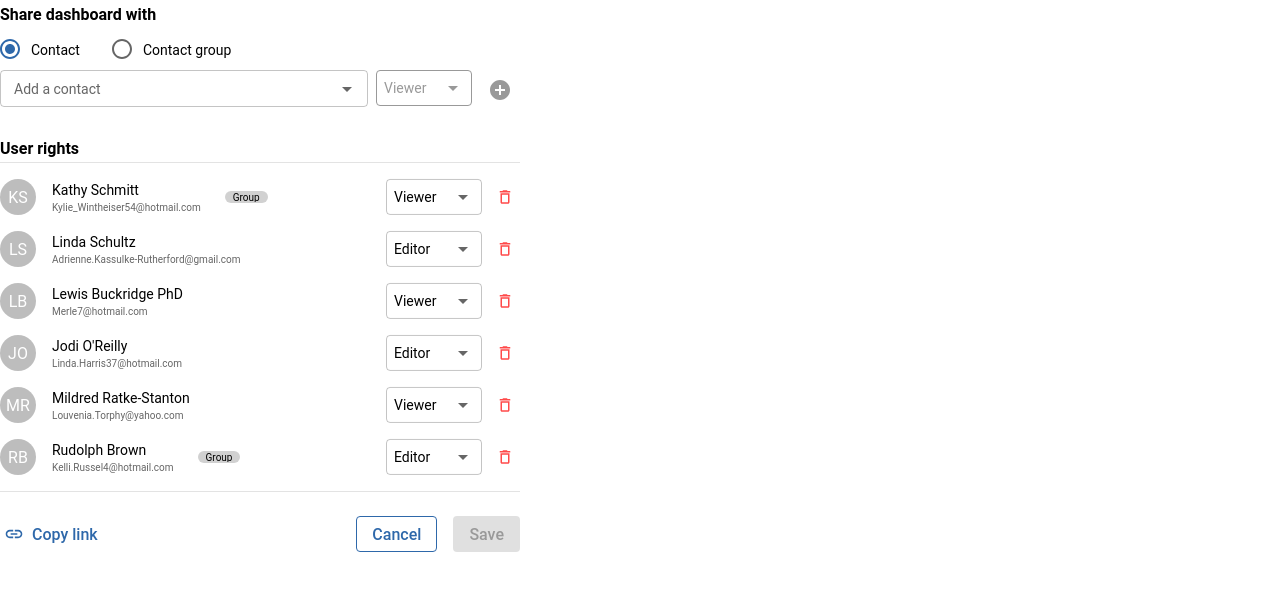 Share dashboard with
Contact Contact group
Add a contact Viewer
User rights
KS Kathy Schmitt Group Viewer
Kylie_Wintheiser54@hotmail.com
LS Linda Schultz Editor
Adrienne.Kassulke-Rutherford@gmail.com
LB Lewis Buckridge PhD Viewer
Merle7@hotmail.com
JO Jodi O'Reilly Editor
Linda.Harris37@hotmail.com
MR Mildred Ratke-Stanton Viewer
Louvenia.Torphy@yahoo.com
RB Rudolph Brown Group Editor
Kelli.Russel4@hotmail.com
Copy link Cancel Save